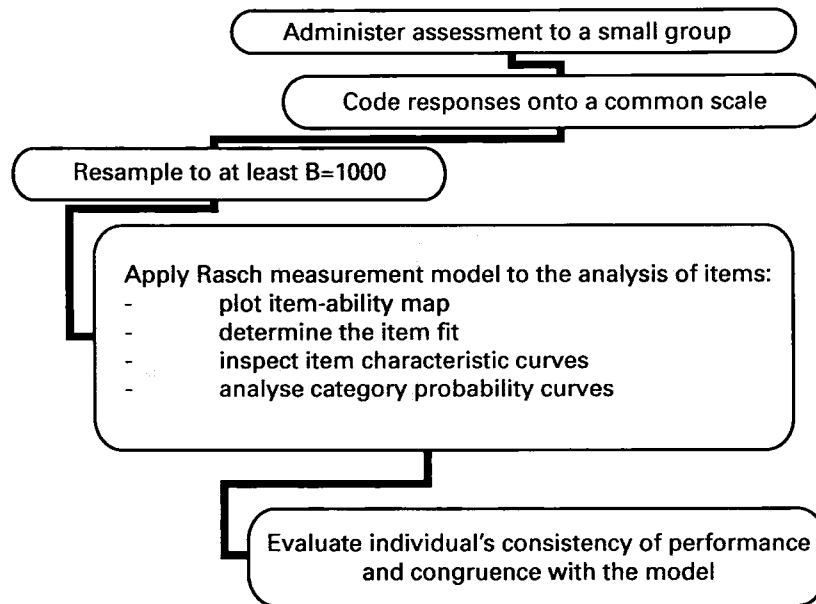 Administer assessment to a small group
Code responses onto a common scale
Resample to at least B=1000
Apply Rasch measurement model to the analysis of items:
- plot item-ability map
- determine the item fit
- inspect item characteristic curves
- analyse category probability curves
Evaluate individual's consistency of performance
and congruence with the model